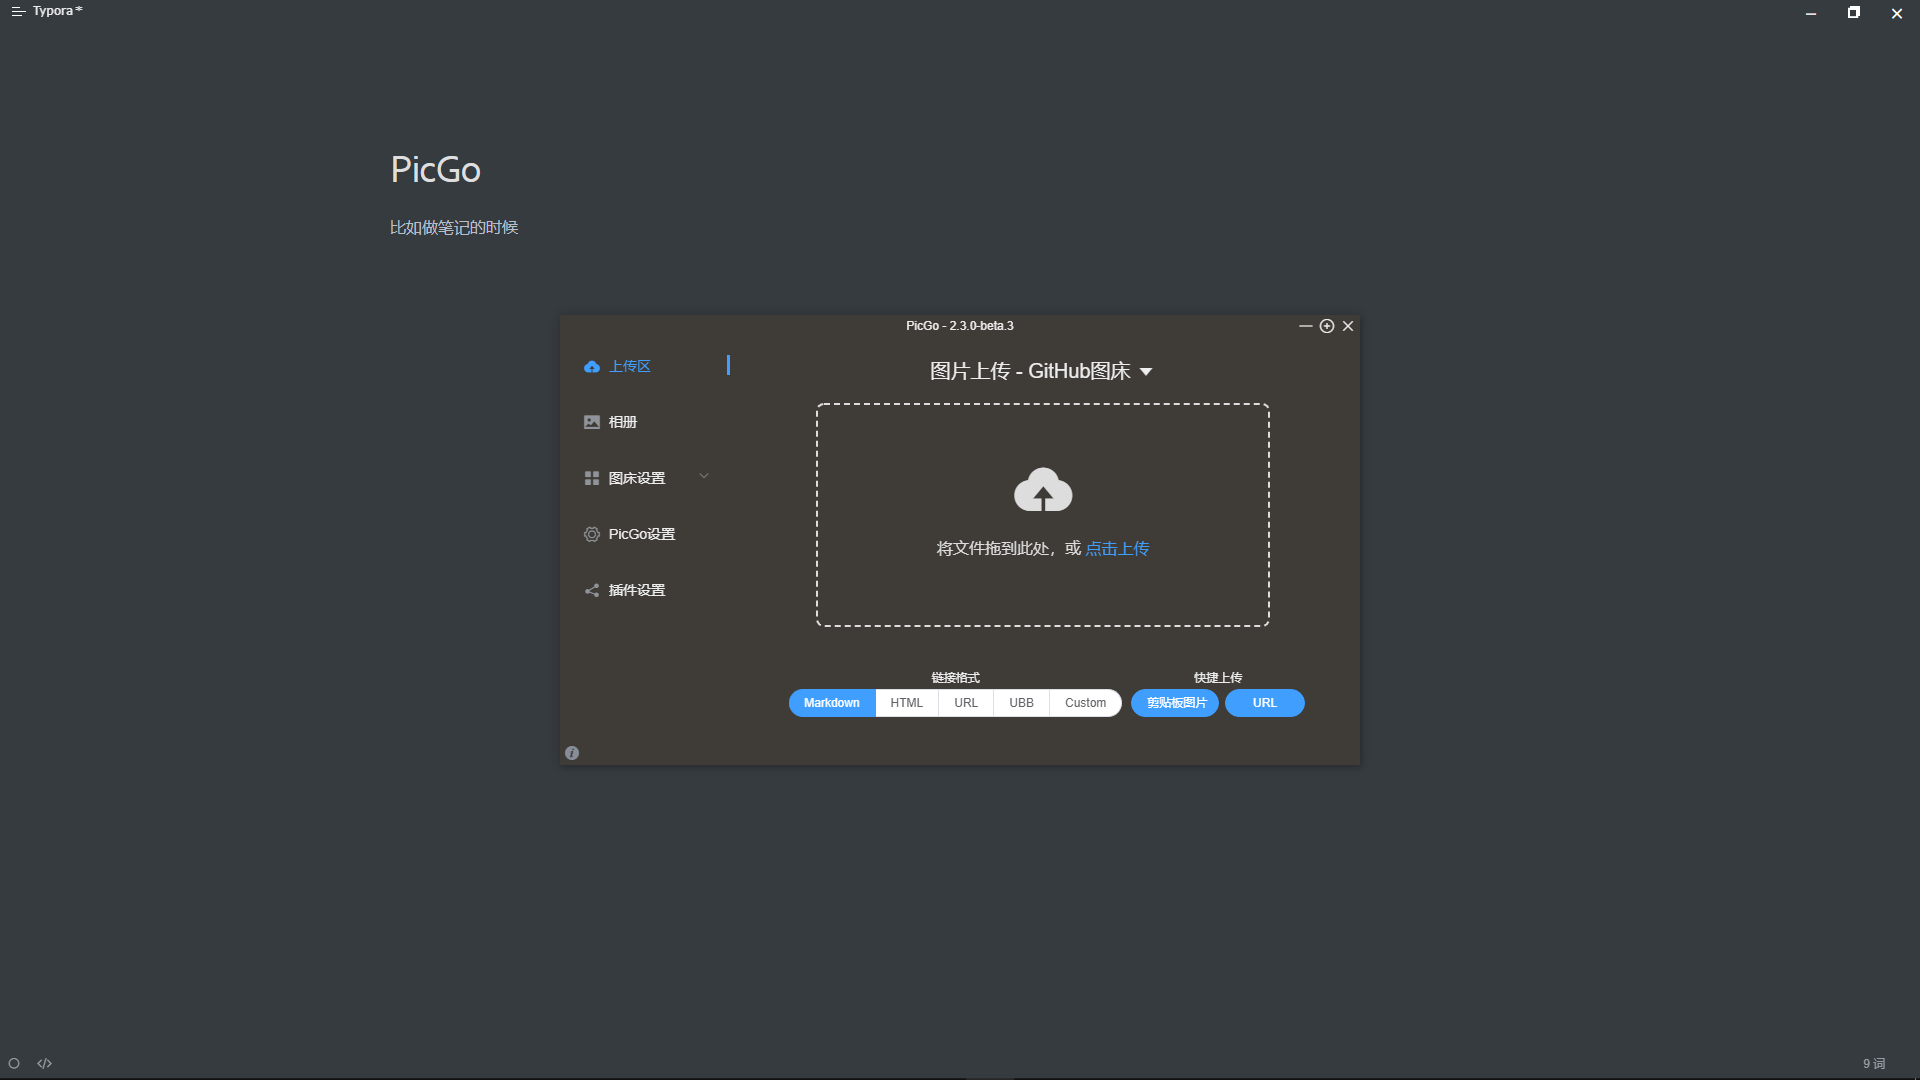 Typora*
PicGo
比如做笔记的时候
PicGo - 2.3.0-beta.3
上传区
相册
图床设置
PicGo设置
插件设置
图片上传 - GitHub图床
将文件拖到此处，或 点击上传
链接格式
快捷上传
Markdown HTML URL UBB Custom
剪贴板图片 URL
9 词